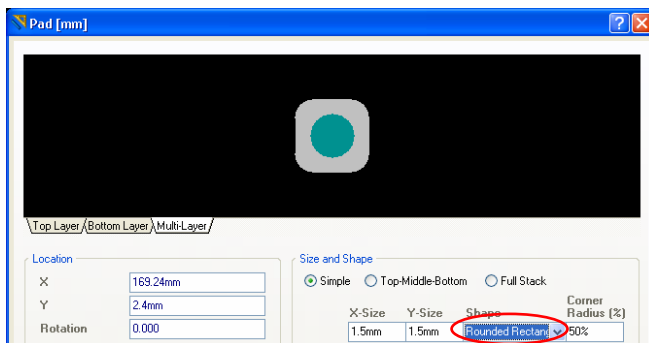 Pad [mm]
Top Layer Bottom Layer Multi-Layer
Location
X 169.24mm
Y 2.4mm
Rotation 0.000
Size and Shape
Simple Top-Middle-Bottom Full Stack
X-Size Y-Size Shape Corner Radius (%)
1.5mm 1.5mm Rounded Rectang 50%